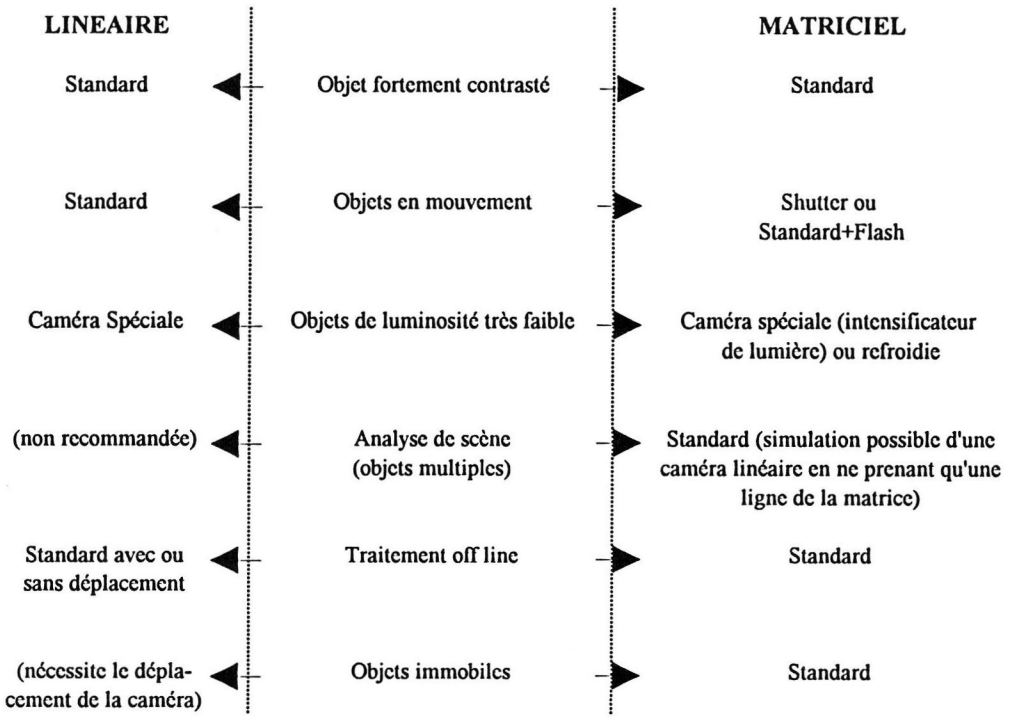 LINEAIRE
MATRICIEL
Standard
Objet fortement contrasté
Standard
Standard
Objets en mouvement
Shutter ou
Standard+Flash
Caméra Spéciale
Objets de luminosité très faible
Caméra spéciale (intensificateur
de lumière) ou refroidie
(non recommandée)
Analyse de scène
(objets multiples)
Standard (simulation possible d'une
caméra linéaire en ne prenant qu'une
ligne de la matrice)
Standard avec ou
sans déplacement
Traitement off line
Standard
(nécessite le dépla-
cement de la caméra)
Objets immobiles
Standard